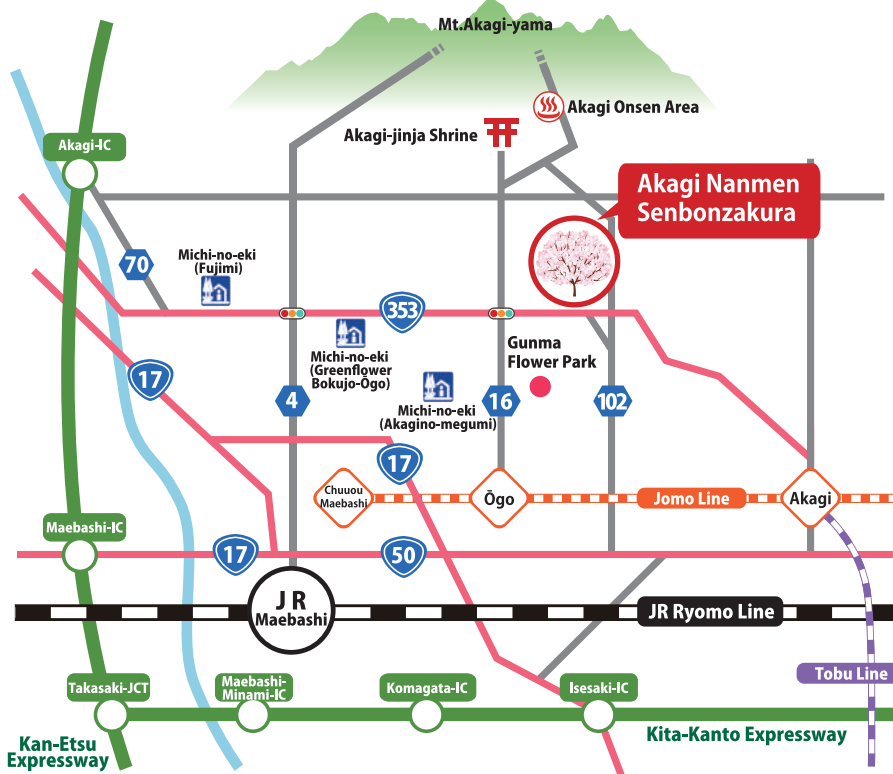 Mt.Akagi-yama
Akagi Onsen Area
Akagi-jinja Shrine
Akagi-IC
Akagi Nanmen
Senbonzakura
70
Michi-no-eki
(Fujimi)
353
17
Michi-no-eki
(Greenflower
Bokujo-Ōgo)
Gunma
Flower Park
4
Michi-no-eki
(Akagino-megumi)
16
102
17
Chuuou
Maebashi
Ōgo
Jomo Line
Akagi
Maebashi-IC
17
50
JR
Maebashi
JR Ryomo Line
Tobu Line
Takasaki-JCT
Maebashi-
Minami-IC
Komagata-IC
Isesaki-IC
Kan-Etsu
Expressway
Kita-Kanto Expressway